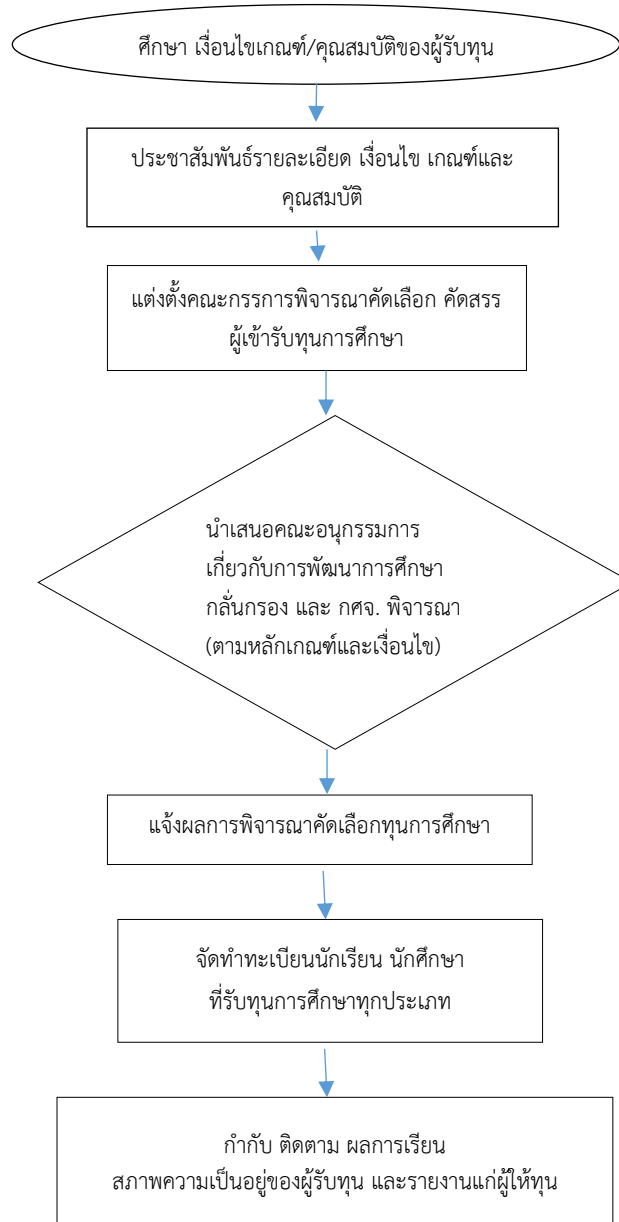 ศึกษา เงื่อนไขเกณฑ์/คุณสมบัติของผู้รับทุน
ประชาสัมพันธ์รายละเอียด เงื่อนไข เกณฑ์และ
คุณสมบัติ
แต่งตั้งคณะกรรการพิจารณาคัดเลือก คัดสรร
ผู้เข้ารับทุนการศึกษา
นำเสนอคณะอนุกรรมการ
เกี่ยวกับการพัฒนาการศึกษา
กลั่นกรอง และ กศจ. พิจารณา
(ตามหลักเกณฑ์และเงื่อนไข)
แจ้งผลการพิจารณาคัดเลือกทุนการศึกษา
จัดทำทะเบียนนักเรียน นักศึกษา
ที่รับทุนการศึกษาทุกประเภท
กำกับ ติดตาม ผลการเรียน
สภาพความเป็นอยู่ของผู้รับทุน และรายงานแก่ผู้ให้ทุน